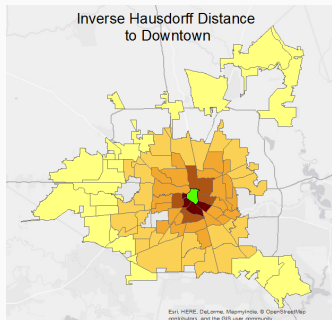 Inverse Hausdorff Distance
to Downtown
Esri, HERE, DeLorme, MapmyIndia, © OpenStreetMap
contributors, and the GIS user community